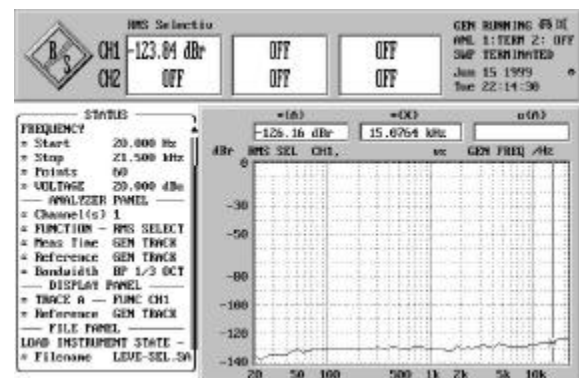 RMS Selectiv
R&S
CH1 -123.84 dBr OFF OFF
CH2 OFF OFF OFF
GEN RUNNING
ANL 1:TERM 2: OFF
SWP TERMINATED
Jun 15 1999
Tue 22:14:30
STATUS
FREQUENCY
Start 20.000 Hz
Stop 21.500 kHz
Points 60
VOLTAGE 20.000 dBu
ANALYZER PANEL
Channel(s) 1
FUNCTION – RMS SELECT
Meas Time GEN TRACK
Reference GEN TRACK
Bandwidth BP 1/3 OCT
DISPLAY PANEL
TRACE A — FUNC CH1
Reference GEN TRACK
FILE PANEL
LOAD INSTRUMENT STATE –
Filename LEVE-SEL.SA
-126.16 dBr 15.0764 kHz
dBr RMS SEL CH1, vs GEN FREQ /Hz
0
-30
-50
-80
-100
-120
-140
20 50 100 500 1k 2k 5k 10k